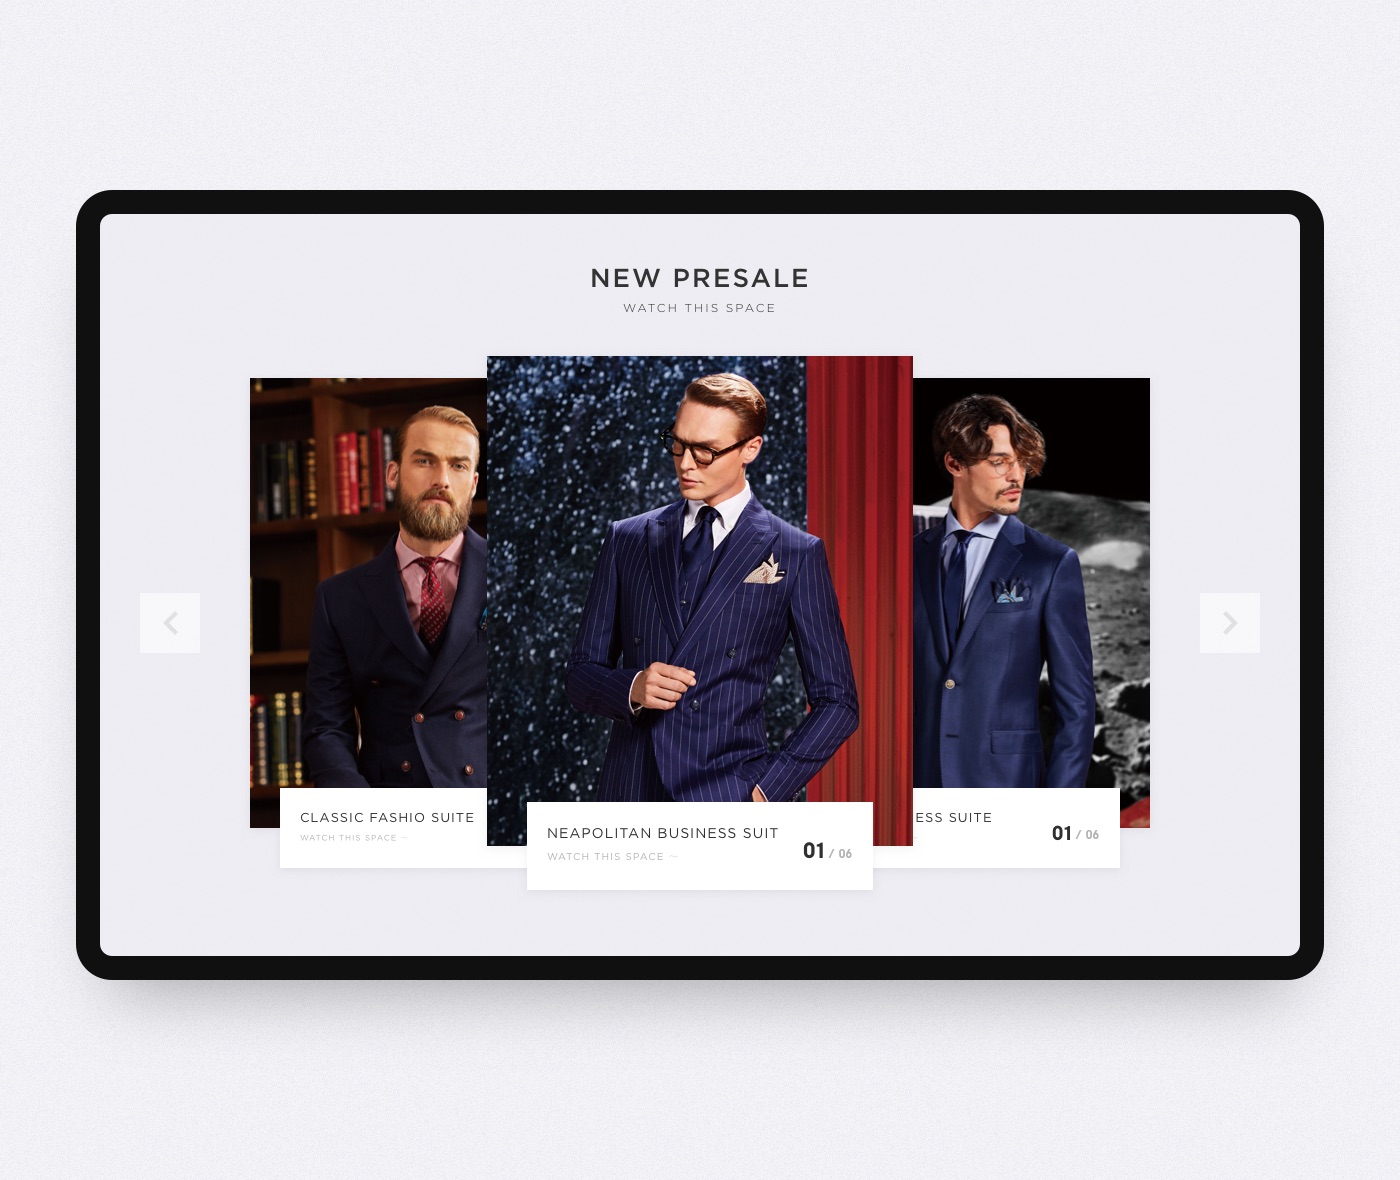 NEW PRESALE
WATCH THIS SPACE
CLASSIC FASHIO SUITE
WATCH THIS SPACE ~
NEAPOLITAN BUSINESS SUIT
WATCH THIS SPACE ~
01 / 06
ESS SUITE
01 / 06